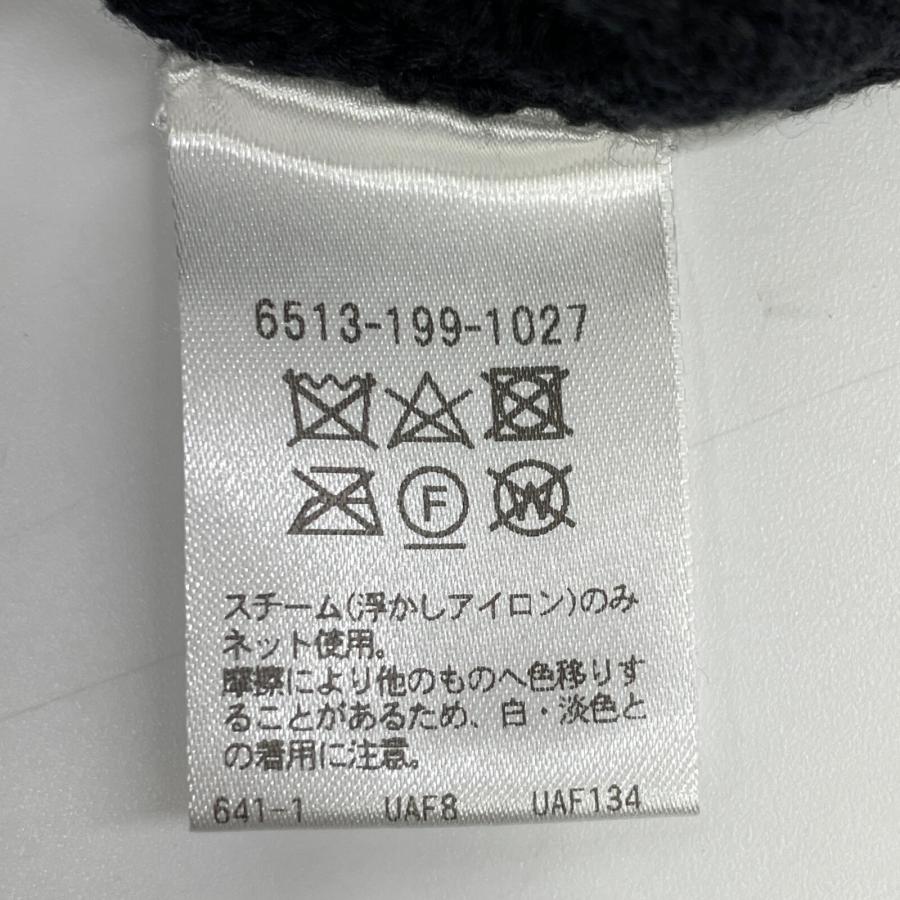 6513-199-1027
F W
スチーム(浮かしアイロン)のみ
ネット使用。
摩擦により他のものへ色移りす
ることがあるため、白・淡色と
の着用に注意。
641-1 UAF8 UAF134